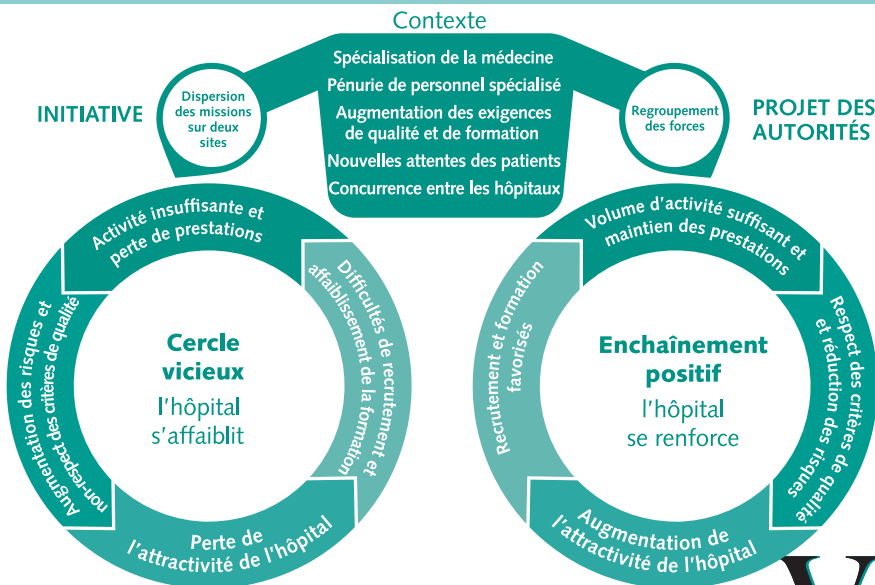 Contexte
Spécialisation de la médecine
Pénurie de personnel spécialisé
Augmentation des exigences
de qualité et de formation
Nouvelles attentes des patients
Concurrence entre les hôpitaux
INITIATIVE
Dispersion
des missions
sur deux
sites
Regroupement
des forces
PROJET DES
AUTORITÉS
Activité insuffisante et
perte de prestations
Difficultés de recrutement et
affaiblissement de la formation
Perte de
l'attractivité de l'hôpital
Augmentation des risques et
non-respect des critères de qualité
Cercle
vicieux
l'hôpital
s'affaiblit
Volume d'activité suffisant et
maintien des prestations
Respect des critères de qualité
et réduction des risques
Augmentation de
l'attractivité de l'hôpital
Recrutement et formation
favorisés
Enchaînement
positif
l'hôpital
se renforce